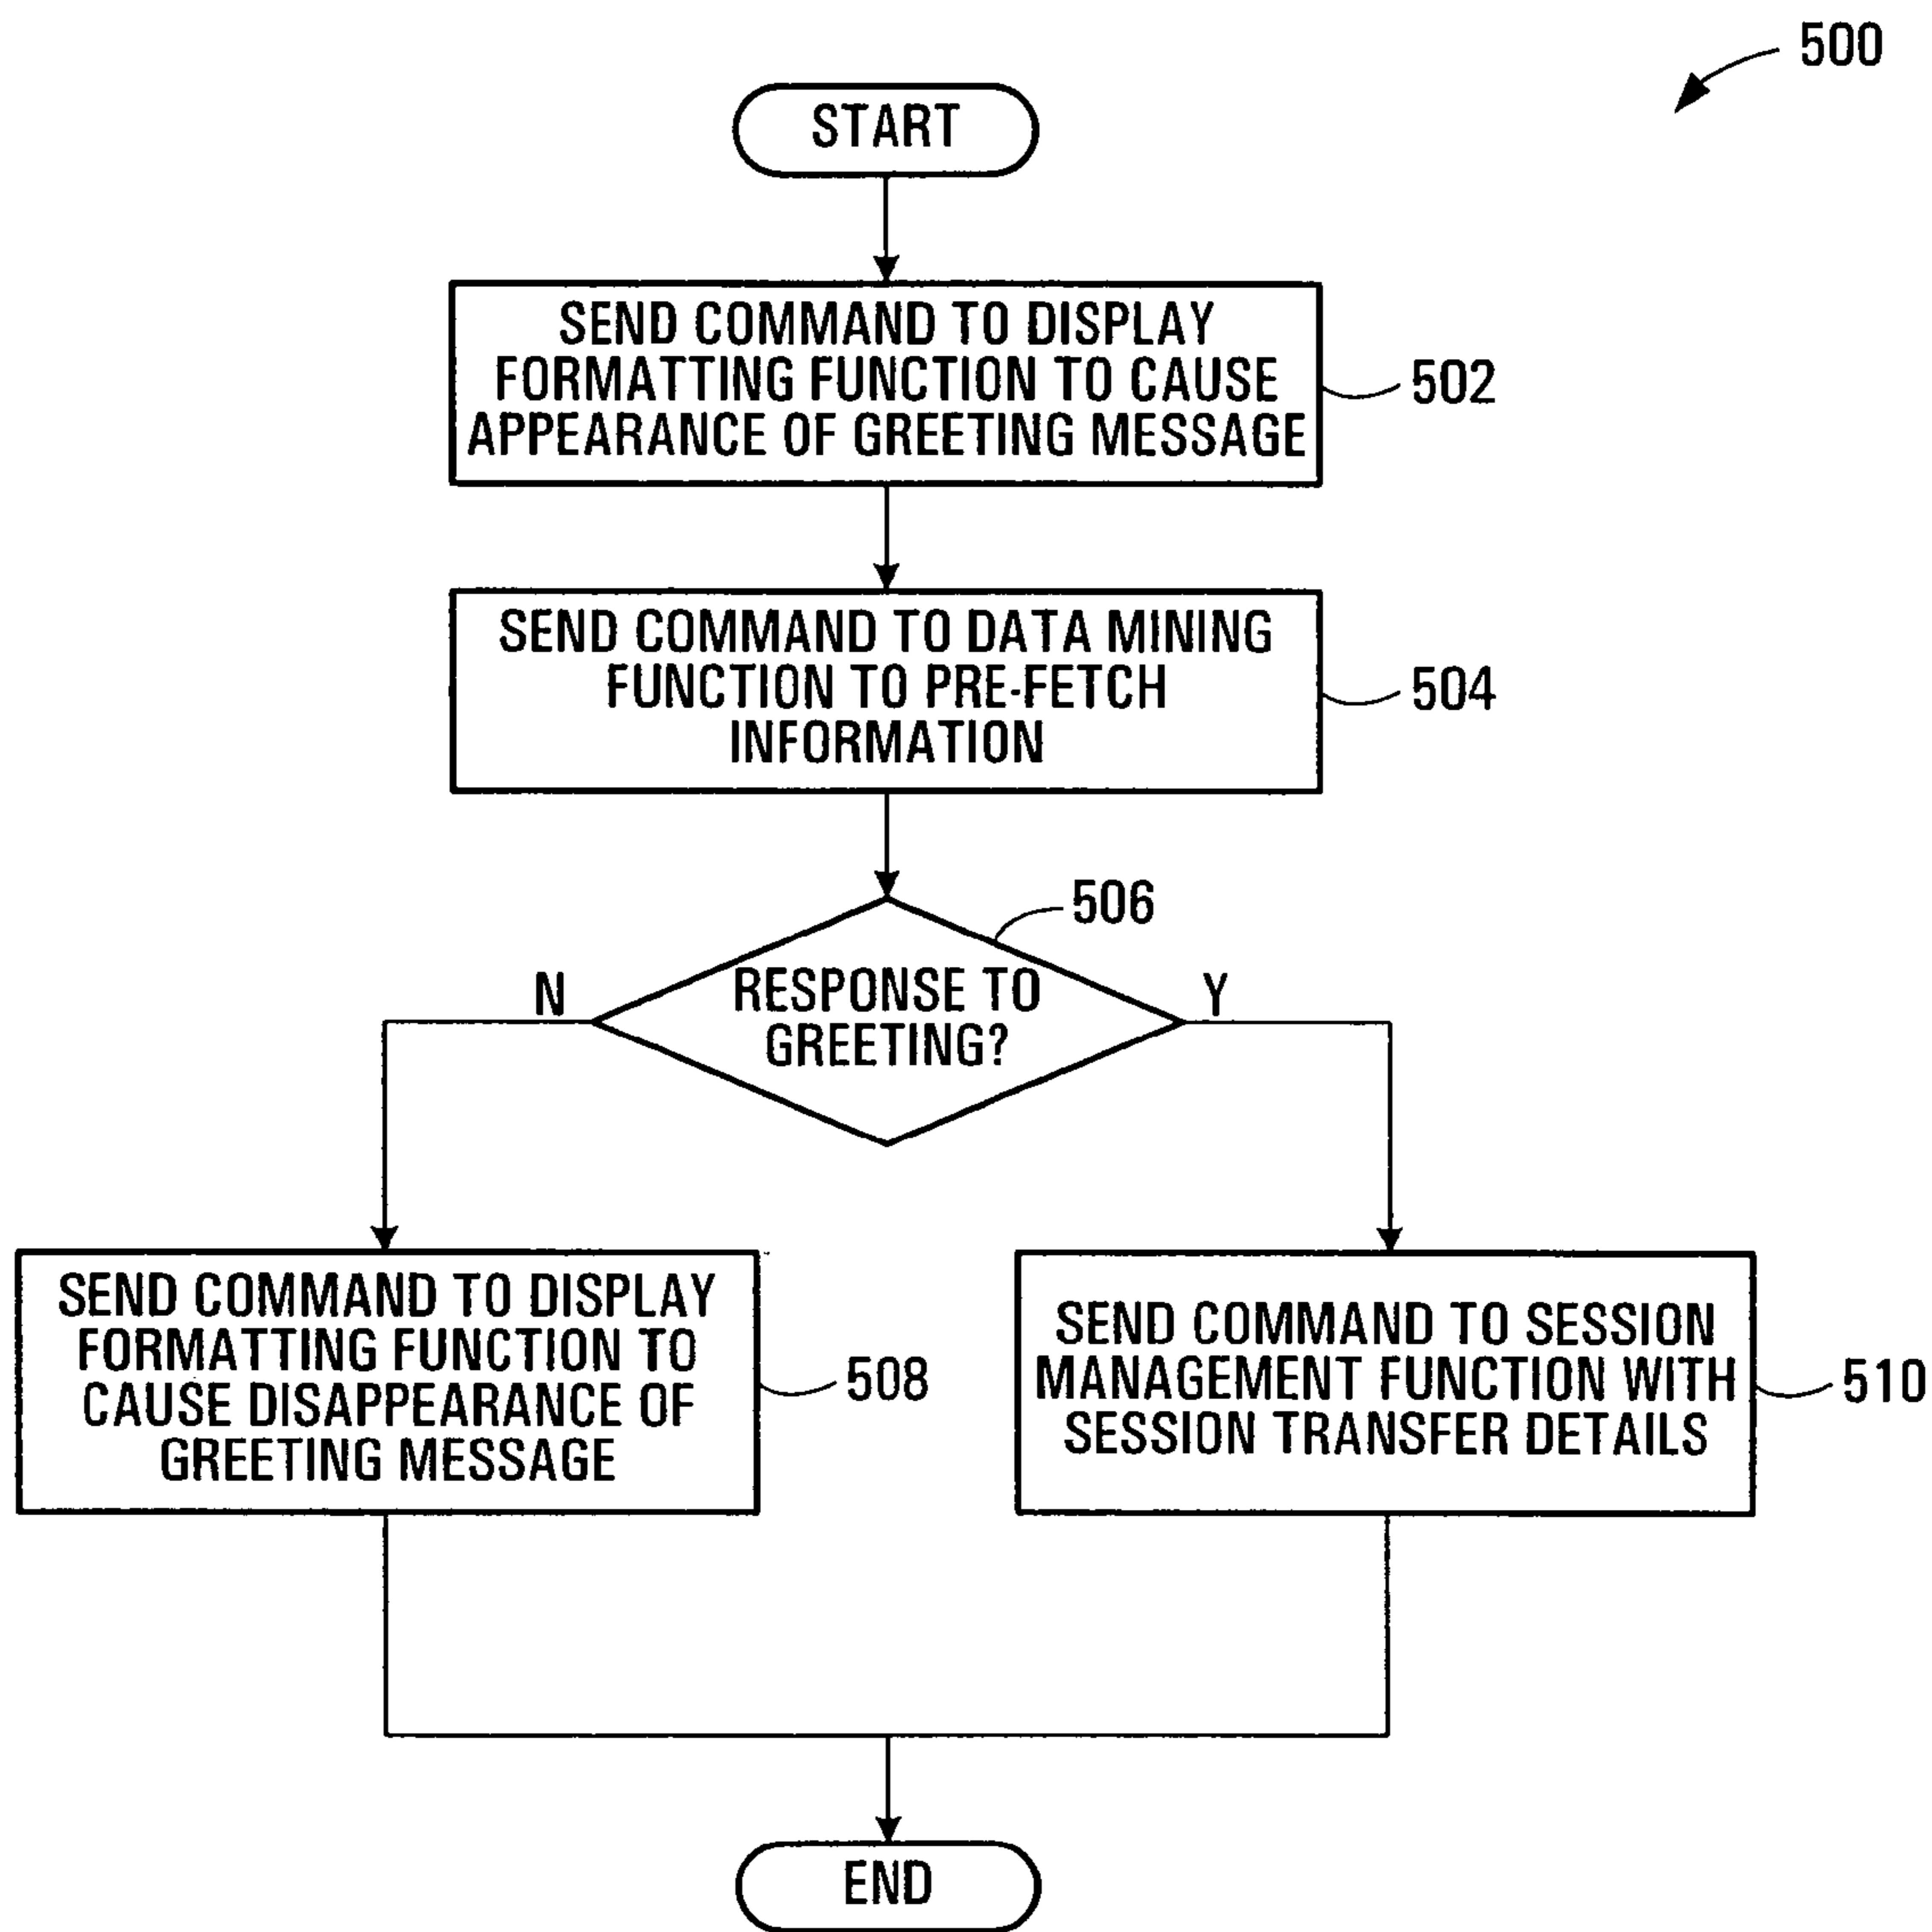 500
START
SEND COMMAND TO DISPLAY
FORMATTING FUNCTION TO CAUSE
APPEARANCE OF GREETING MESSAGE
502
SEND COMMAND TO DATA MINING
FUNCTION TO PRE-FETCH
INFORMATION
504
506
RESPONSE TO
GREETING?
N
Y
SEND COMMAND TO DISPLAY
FORMATTING FUNCTION TO
CAUSE DISAPPEARANCE OF
GREETING MESSAGE
508
SEND COMMAND TO SESSION
MANAGEMENT FUNCTION WITH
SESSION TRANSFER DETAILS
510
END